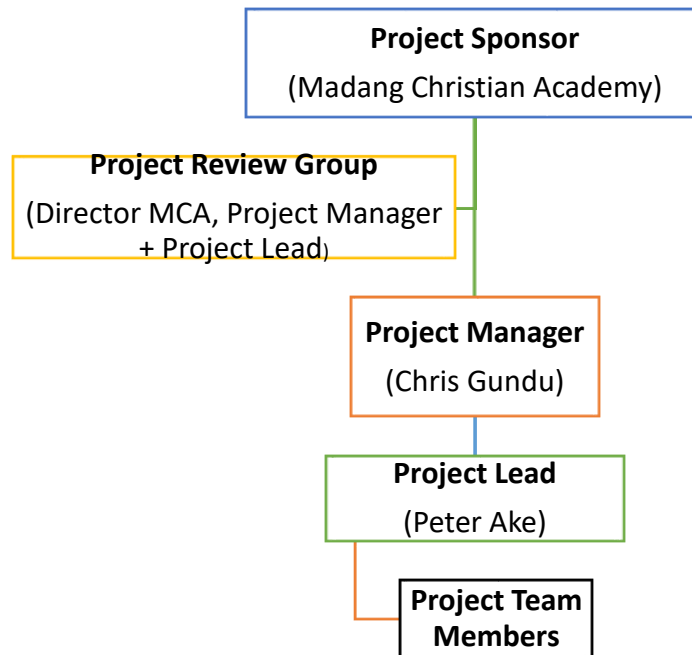 Project Sponsor
(Madang Christian Academy)
Project Review Group
(Director MCA, Project Manager
+ Project Lead)
Project Manager
(Chris Gundu)
Project Lead
(Peter Ake)
Project Team
Members